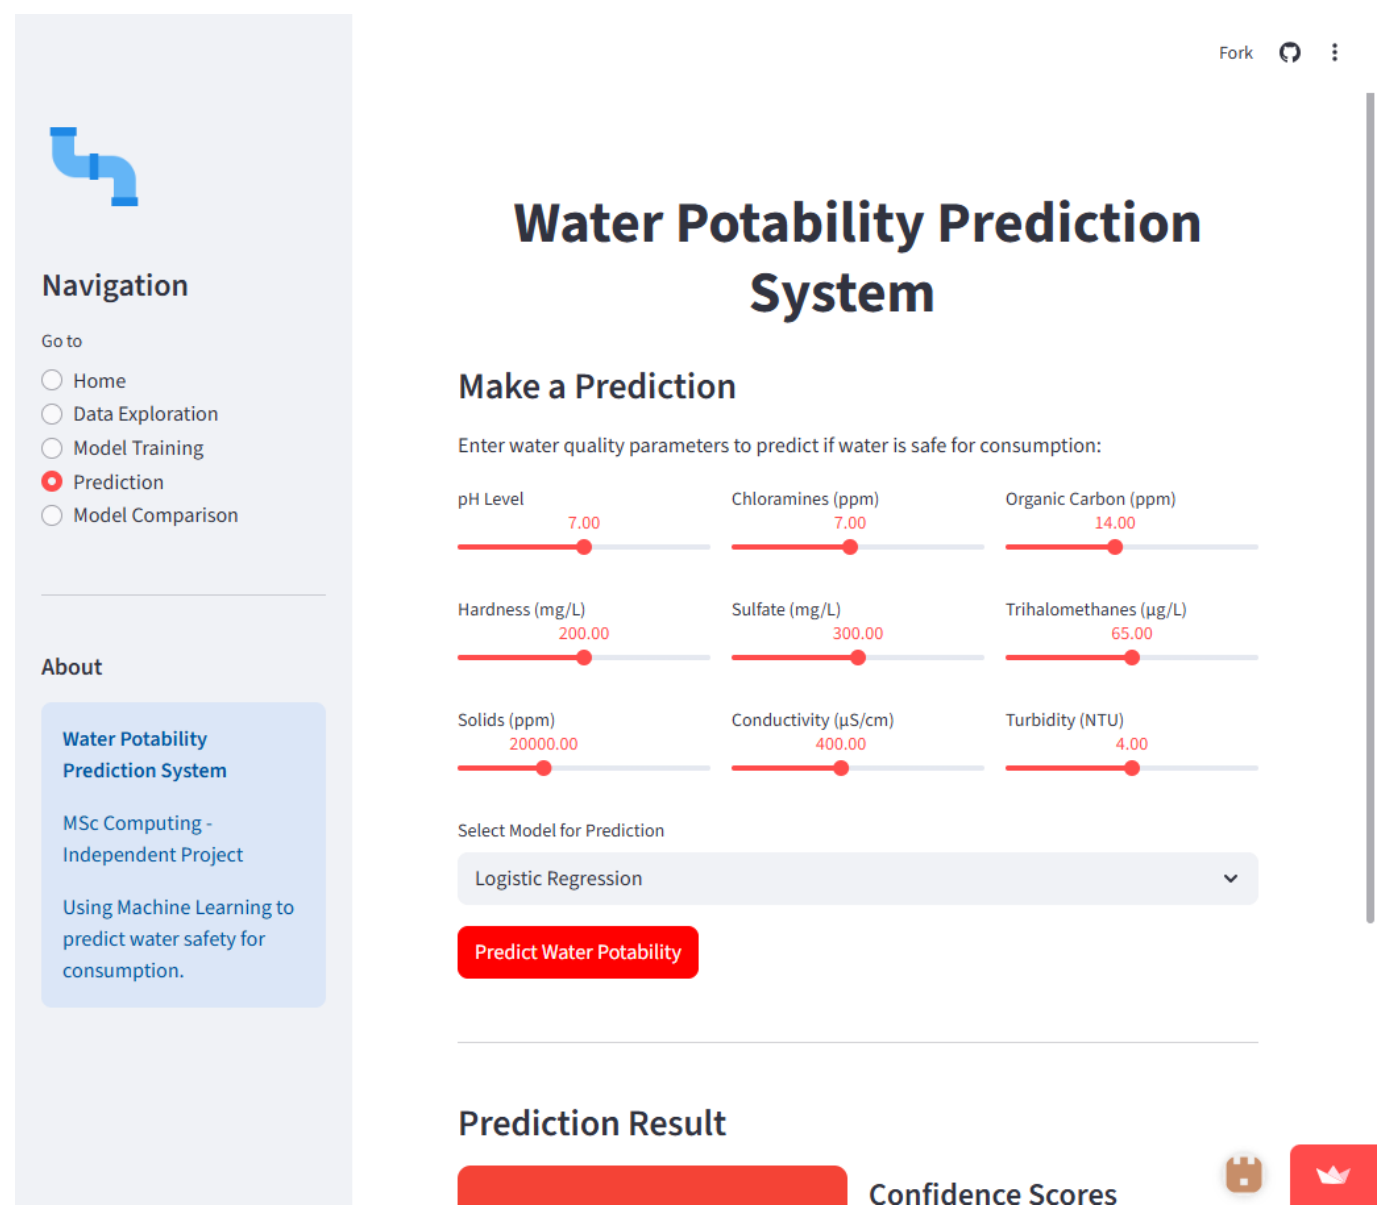 Fork
Navigation
Go to
Home
Data Exploration
Model Training
Prediction
Model Comparison
About
Water Potability
Prediction System
MSc Computing -
Independent Project
Using Machine Learning to
predict water safety for
consumption.
Water Potability Prediction
System
Make a Prediction
Enter water quality parameters to predict if water is safe for consumption:
pH Level
7.00
Chloramines (ppm)
7.00
Organic Carbon (ppm)
14.00
Hardness (mg/L)
200.00
Sulfate (mg/L)
300.00
Trihalomethanes (μg/L)
65.00
Solids (ppm)
20000.00
Conductivity (μS/cm)
400.00
Turbidity (NTU)
4.00
Select Model for Prediction
Logistic Regression
Predict Water Potability
Prediction Result
Confidence Scores